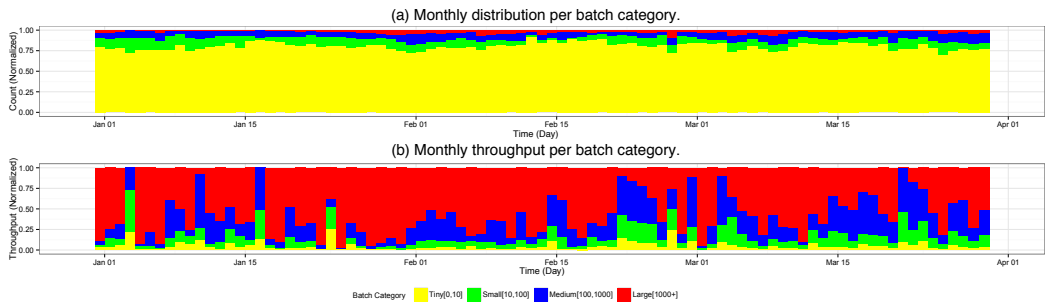 (a) Monthly distribution per batch category.
Count (Normalized)
1.00
0.75
0.50
0.25
0.00
Jan 01 Jan 15 Feb 01 Feb 15 Mar 01 Mar 15 Apr 01
Time (Day)
(b) Monthly throughput per batch category.
Throughput (Normalized)
1.00
0.75
0.50
0.25
0.00
Jan 01 Jan 15 Feb 01 Feb 15 Mar 01 Mar 15 Apr 01
Time (Day)
Batch Category Tiny[0,10] Small[10,100] Medium[100,1000] Large[1000+]